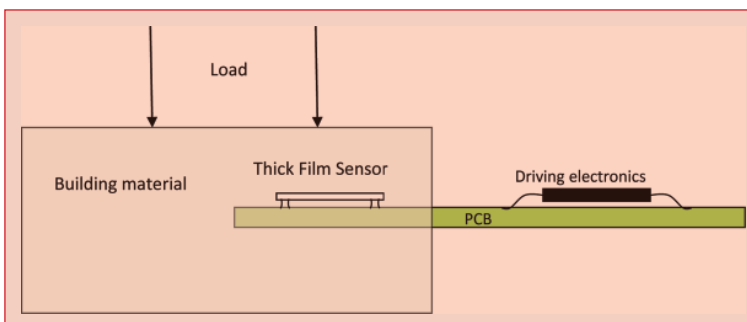 Load
Thick Film Sensor
Building material
Driving electronics
PCB